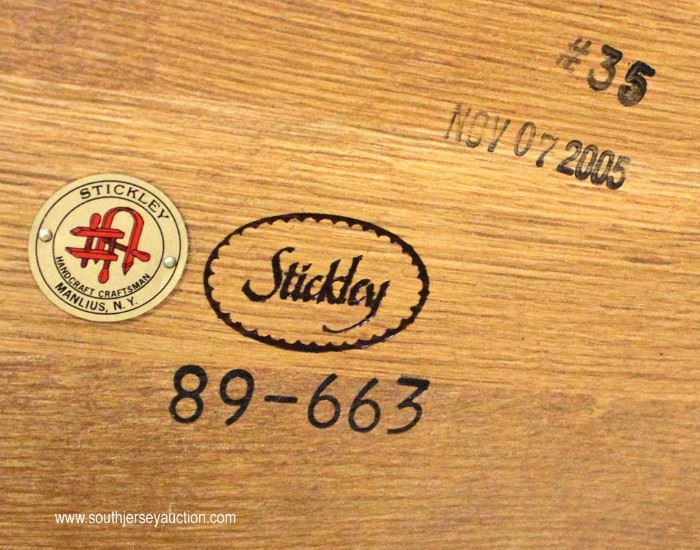 #35
NOV 07 2005
STICKLEY
HANDCRAFT CRAFTSMAN
MANLIUS, N.Y.
Stickley
89-663
www.southjerseyauction.com